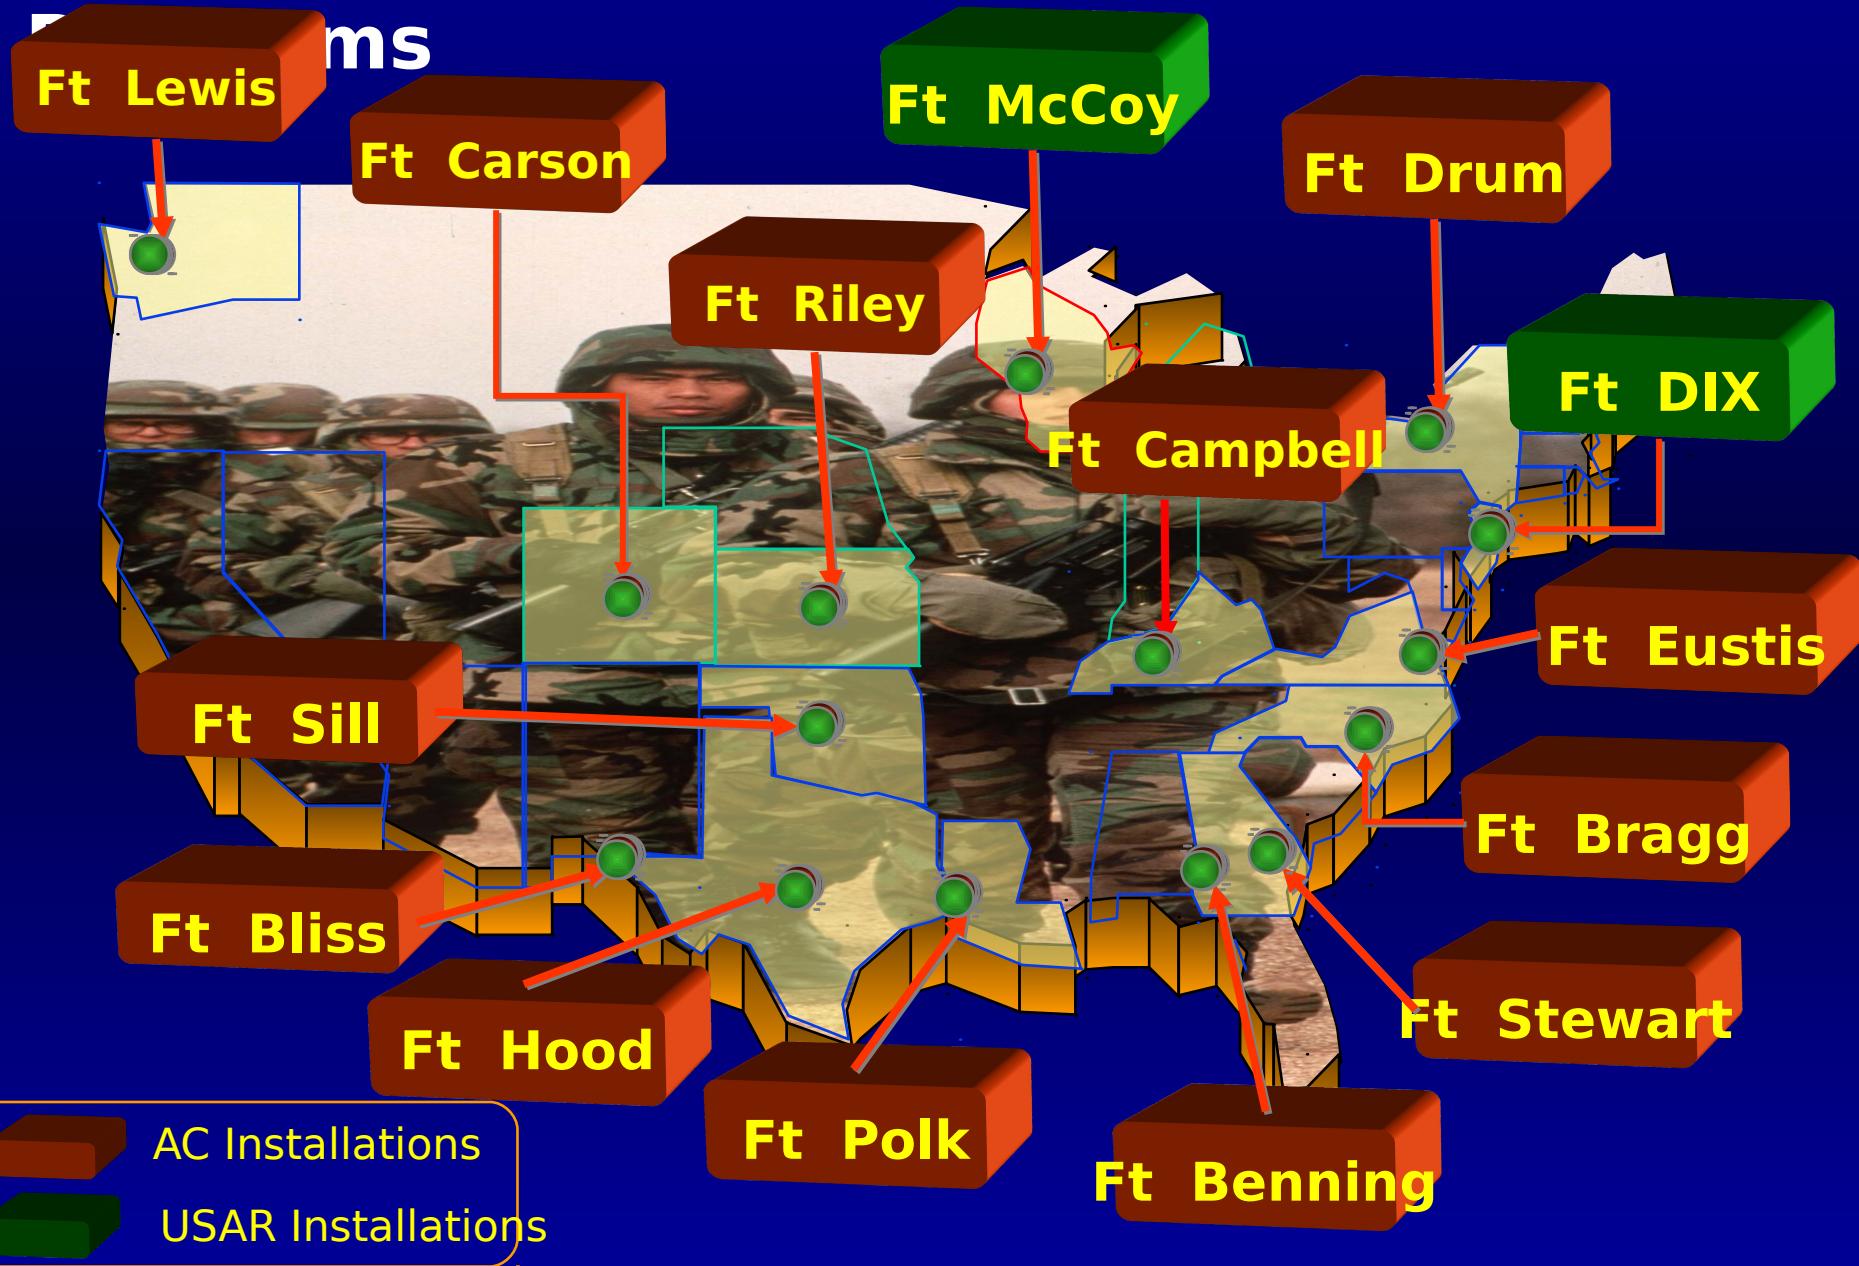 ms
Ft Lewis
Ft Carson
Ft McCoy
Ft Drum
Ft Riley
Ft DIX
Ft Campbell
Ft Eustis
Ft Sill
Ft Bragg
Ft Bliss
Ft Stewart
Ft Hood
Ft Polk
Ft Benning
AC Installations
USAR Installations